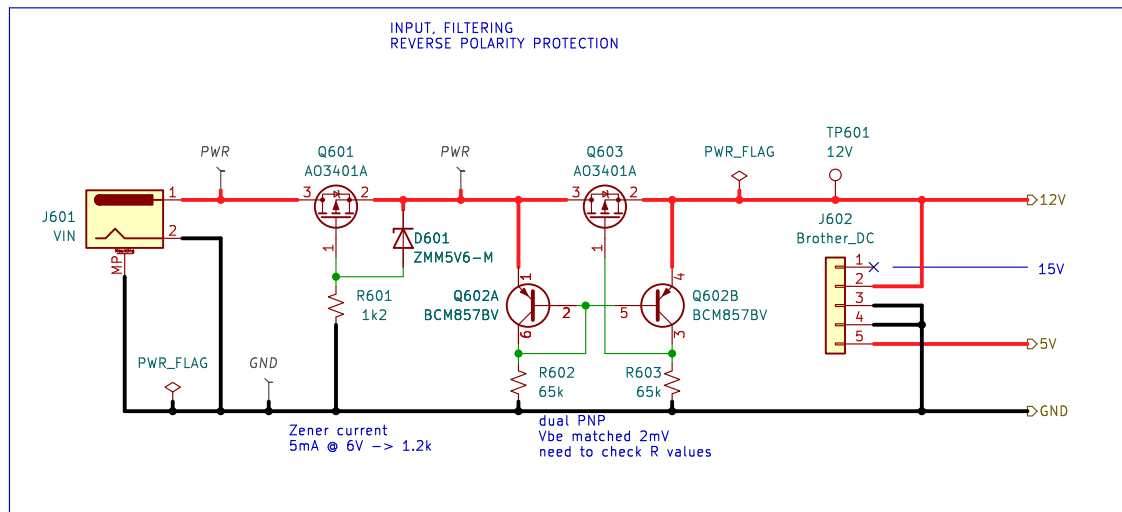 INPUT, FILTERING
REVERSE POLARITY PROTECTION
TP601
12V
PWR
Q601
AO3401A
PWR
Q603
AO3401A
PWR_FLAG
J601
VIN
1
2
MP
3
2
1
D601
ZMM5V6-M
R601
1k2
3
2
1
12V
J602
Brother_DC
1
2
3
4
5
15V
5V
GND
Q602A
BCM857BV
1
2
6
Q602B
BCM857BV
4
5
3
R602
65k
R603
65k
PWR_FLAG
GND
Zener current
5mA @ 6V -> 1.2k
dual PNP
Vbe matched 2mV
need to check R values